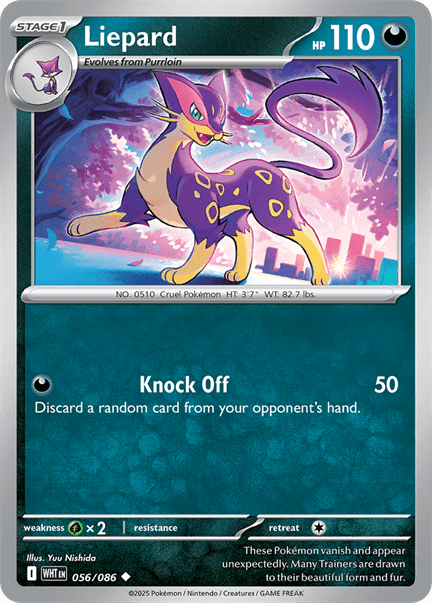 STAGE 1
Liepard
HP 110
Evolves from Purrloin
NO. 0510 Cruel Pokémon HT: 3'7" WT: 82.7 lbs.
Knock Off 50
Discard a random card from your opponent's hand.
weakness ×2 resistance retreat
Illus. Yuu Nishida
I WHT EN 056/086
These Pokémon vanish and appear
unexpectedly. Many Trainers are drawn
to their beautiful form and fur.
©2025 Pokémon / Nintendo / Creatures / GAME FREAK